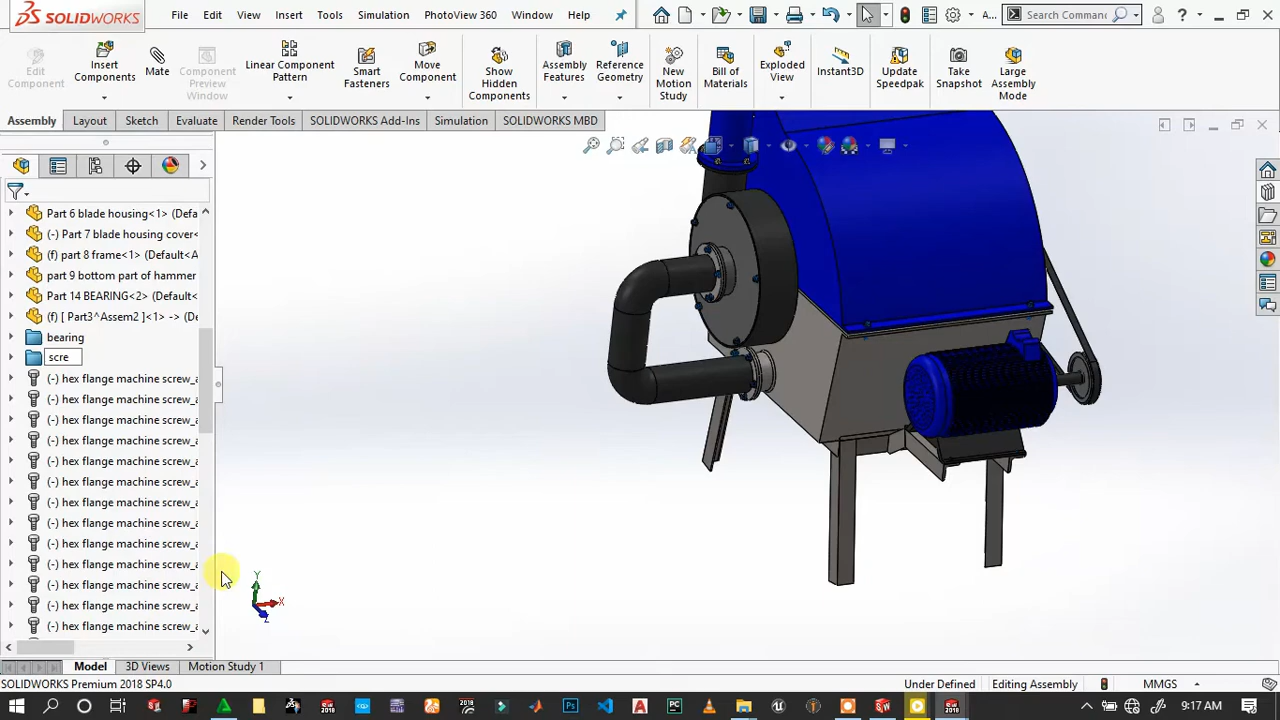 SOLIDWORKS
File Edit View Insert Tools Simulation PhotoView 360 Window Help
A...
Search Comman
Edit Component
Insert Components
Mate
Component Preview Window
Linear Component Pattern
Smart Fasteners
Move Component
Show Hidden Components
Assembly Features
Reference Geometry
New Motion Study
Bill of Materials
Exploded View
Instant3D
Update Speedpak
Take Snapshot
Large Assembly Mode
Assembly Layout Sketch Evaluate Render Tools SOLIDWORKS Add-Ins Simulation SOLIDWORKS MBD
Part 6 blade housing<1> (Defa
(-) Part 7 blade housing cover<
(f) part 8 frame<1> (Default<A
part 9 bottom part of hammer
Part 14 BEARING<2> (Default<
(f) [ Part3^Assem2 ]<1> -> (De
bearing
scre
(-) hex flange machine screw_a
(-) hex flange machine screw_a
(-) hex flange machine screw_a
(-) hex flange machine screw_a
(-) hex flange machine screw_a
(-) hex flange machine screw_a
(-) hex flange machine screw_a
(-) hex flange machine screw_a
(-) hex flange machine screw_a
(-) hex flange machine screw_a
(-) hex flange machine screw_a
(-) hex flange machine screw_a
(-) hex flange machine screw_a
Y
X
Z
Model 3D Views Motion Study 1
SOLIDWORKS Premium 2018 SP4.0
Under Defined Editing Assembly MMGS
9:17 AM